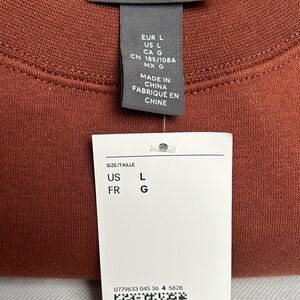 EUR L
US L
CA G
CN 185/108A
MX G
MADE IN
CHINA
FABRIQUÉ EN
CHINE
SIZE/TAILLE
US L
FR G
0779633 045 36 4 5828